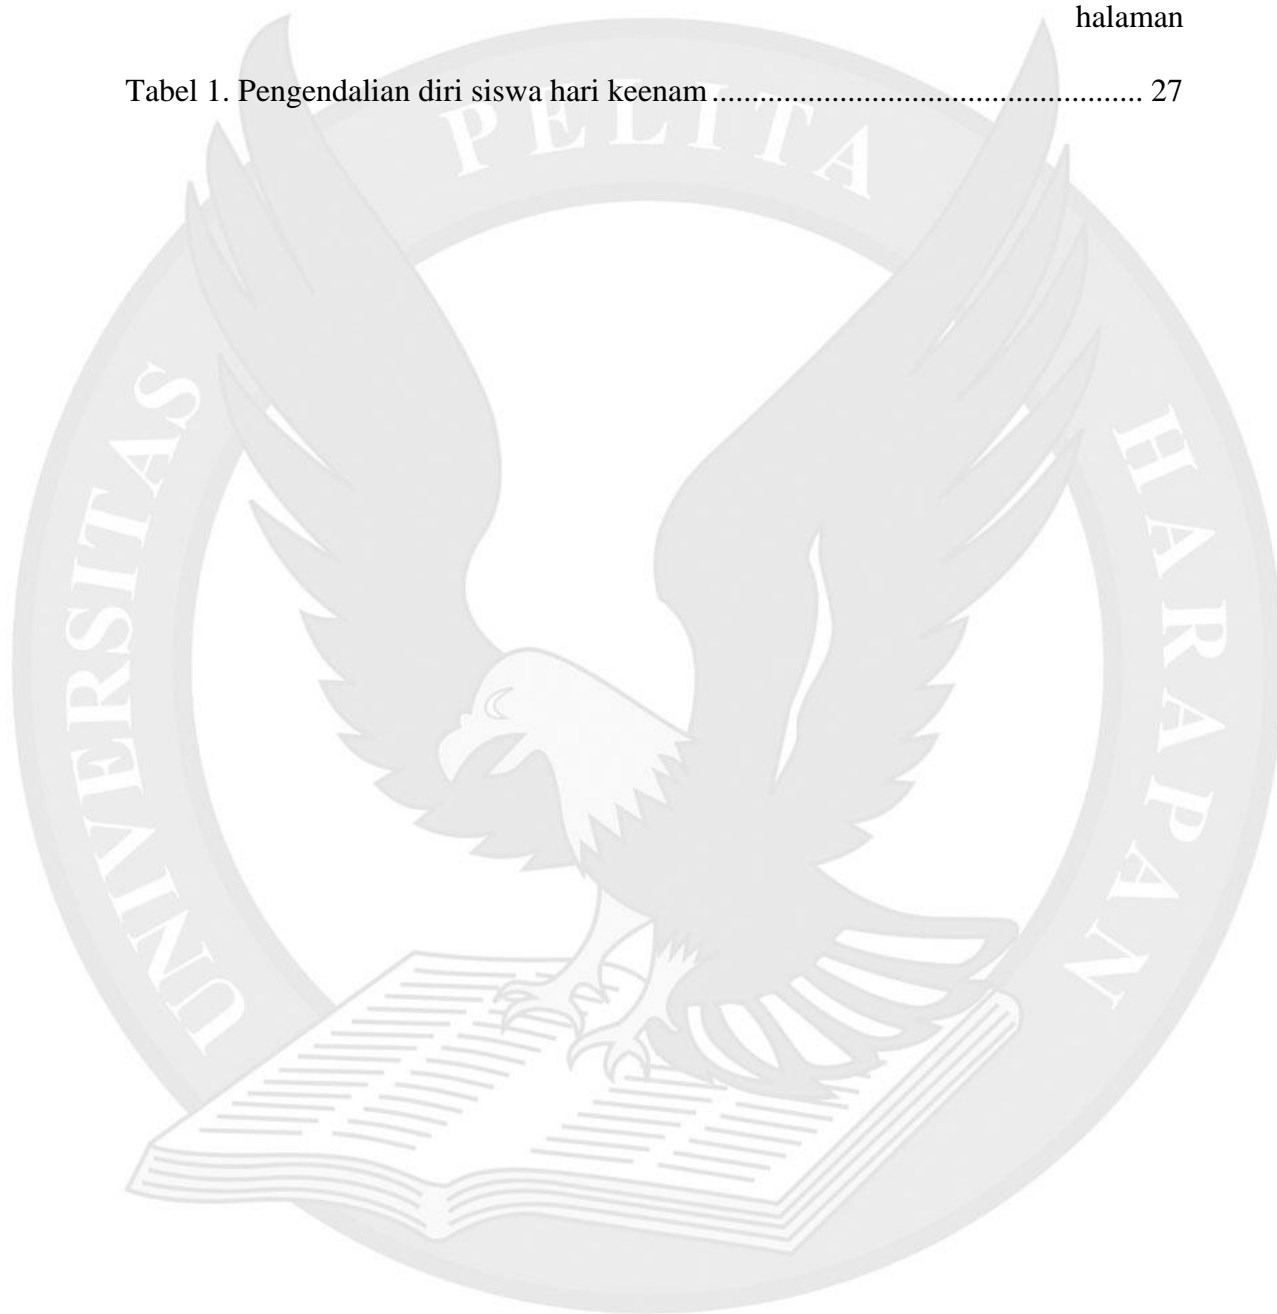 halaman
Tabel 1. Pengendalian diri siswa hari keenam ...................................................... 27
UNIVERSITAS PELITA HARAPAN